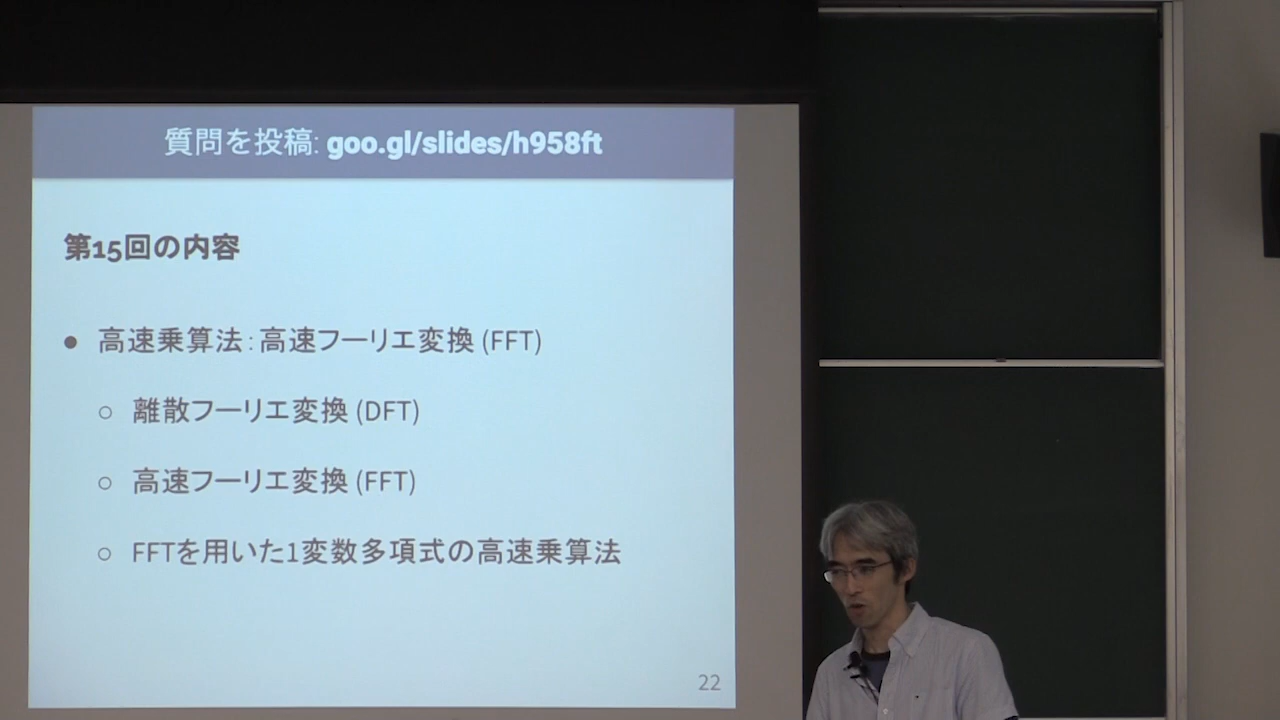 質問を投稿: goo.gl/slides/h958ft
第15回の内容
● 高速乗算法: 高速フーリエ変換 (FFT)
○ 離散フーリエ変換 (DFT)
○ 高速フーリエ変換 (FFT)
○ FFTを用いた1変数多項式の高速乗算法
22